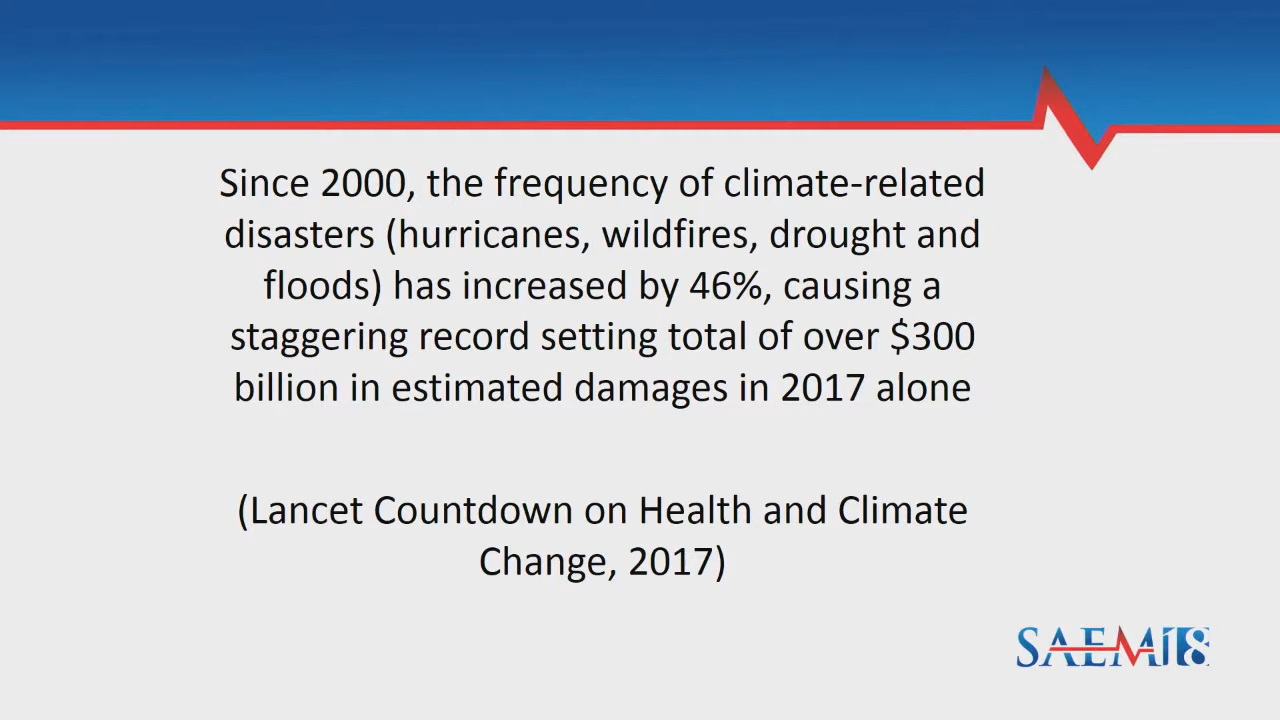 Since 2000, the frequency of climate-related
disasters (hurricanes, wildfires, drought and
floods) has increased by 46%, causing a
staggering record setting total of over $300
billion in estimated damages in 2017 alone
(Lancet Countdown on Health and Climate
Change, 2017)
SAEM18